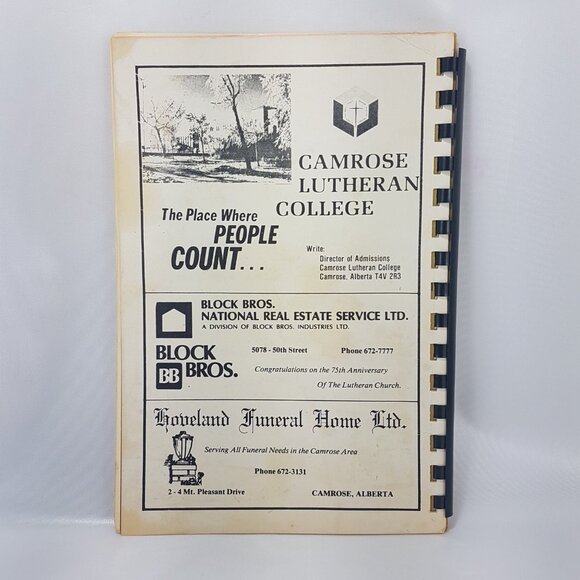 CAMROSE
LUTHERAN
COLLEGE
The Place Where
PEOPLE
COUNT...
Write:
Director of Admissions
Camrose Lutheran College
Camrose, Alberta T4V 2R3
BLOCK BROS.
NATIONAL REAL ESTATE SERVICE LTD.
A DIVISION OF BLOCK BROS. INDUSTRIES LTD.
BLOCK
BB BROS.
5078 - 50th Street Phone 672-7777
Congratulations on the 75th Anniversary
Of The Lutheran Church.
Hoveland Funeral Home Ltd.
Serving All Funeral Needs in the Camrose Area
Phone 672-3131
2 - 4 Mt. Pleasant Drive CAMROSE, ALBERTA